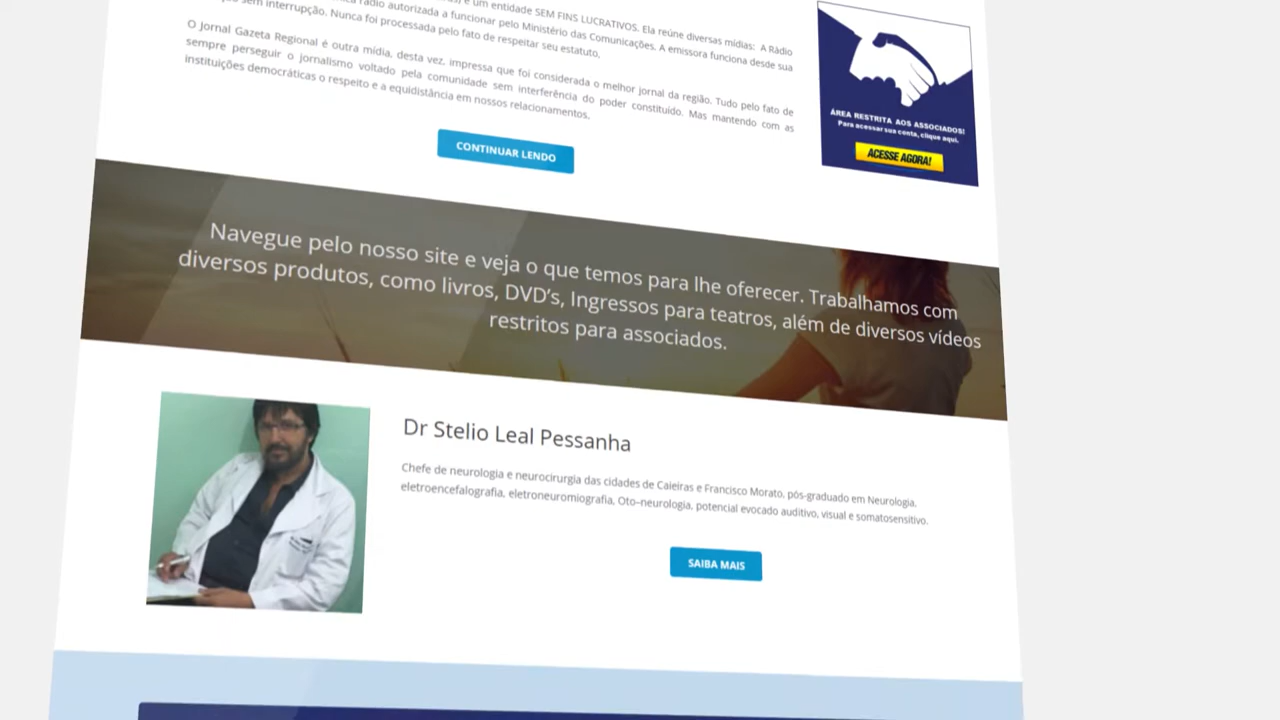 é um entidade SEM FINS LUCRATIVOS. Ela reúne diversas mídias: A Rádio
rádio autorizada a funcionar pelo Ministério das Comunicações. A emissora funciona desde sua
sem interrupção. Nunca foi processada pelo fato de respeitar seu estatuto,
O Jornal Gazeta Regional é outra mídia, desta vez, impressa que foi considerada o melhor jornal da região. Tudo pelo fato de
sempre perseguir o jornalismo voltado pela comunidade sem interferência do poder constituído. Mas mantendo com as
instituições democráticas o respeito e a equidistância em nossos relacionamentos.
CONTINUAR LENDO
ÁREA RESTRITA AOS ASSOCIADOS!
Para acessar sua conta, clique aqui.
ACESSE AGORA!
Navegue pelo nosso site e veja o que temos para lhe oferecer. Trabalhamos com
diversos produtos, como livros, DVD's, Ingressos para teatros, além de diversos vídeos
restritos para associados.
Dr Stelio Leal Pessanha
Chefe de neurologia e neurocirurgia das cidades de Caieiras e Francisco Morato, pós-graduado em Neurologia,
eletroencefalografia, eletroneuromiografia, Oto–neurologia, potencial evocado auditivo, visual e somatosensitivo.
SAIBA MAIS